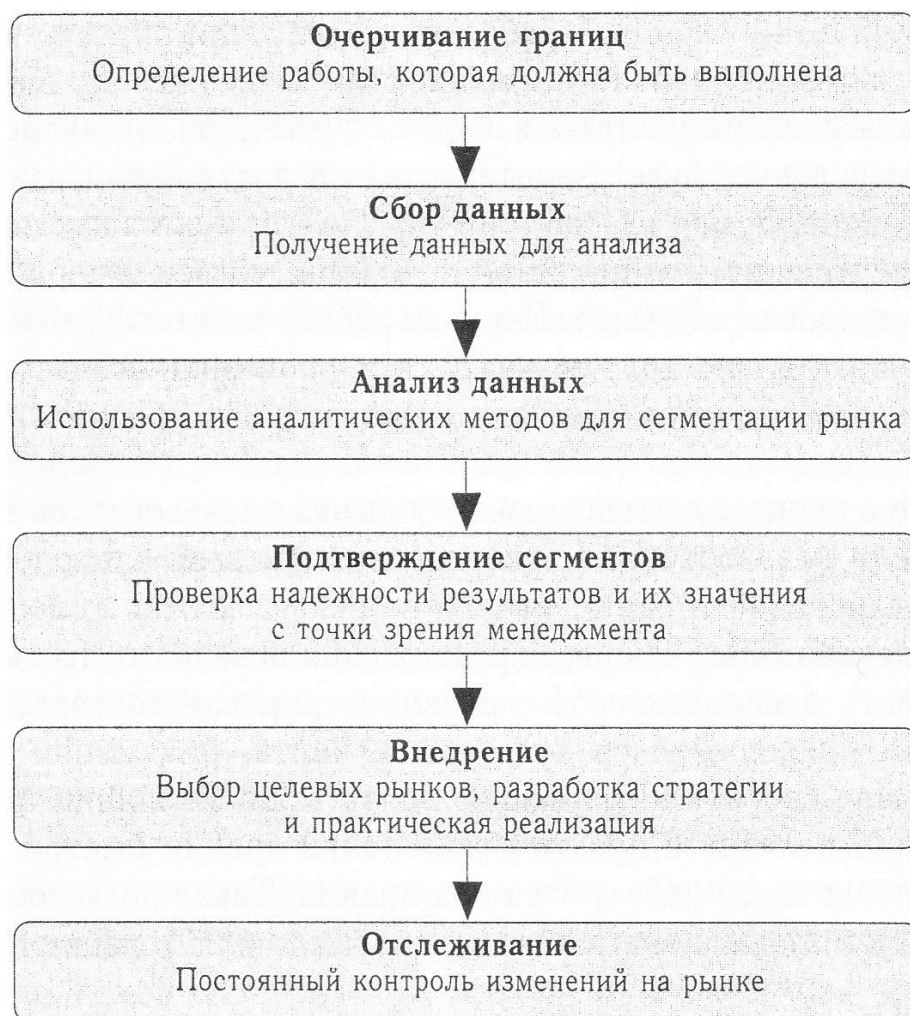 Очерчивание границ
Определение работы, которая должна быть выполнена
Сбор данных
Получение данных для анализа
Анализ данных
Использование аналитических методов для сегментации рынка
Подтверждение сегментов
Проверка надежности результатов и их значения
с точки зрения менеджмента
Внедрение
Выбор целевых рынков, разработка стратегии
и практическая реализация
Отслеживание
Постоянный контроль изменений на рынке